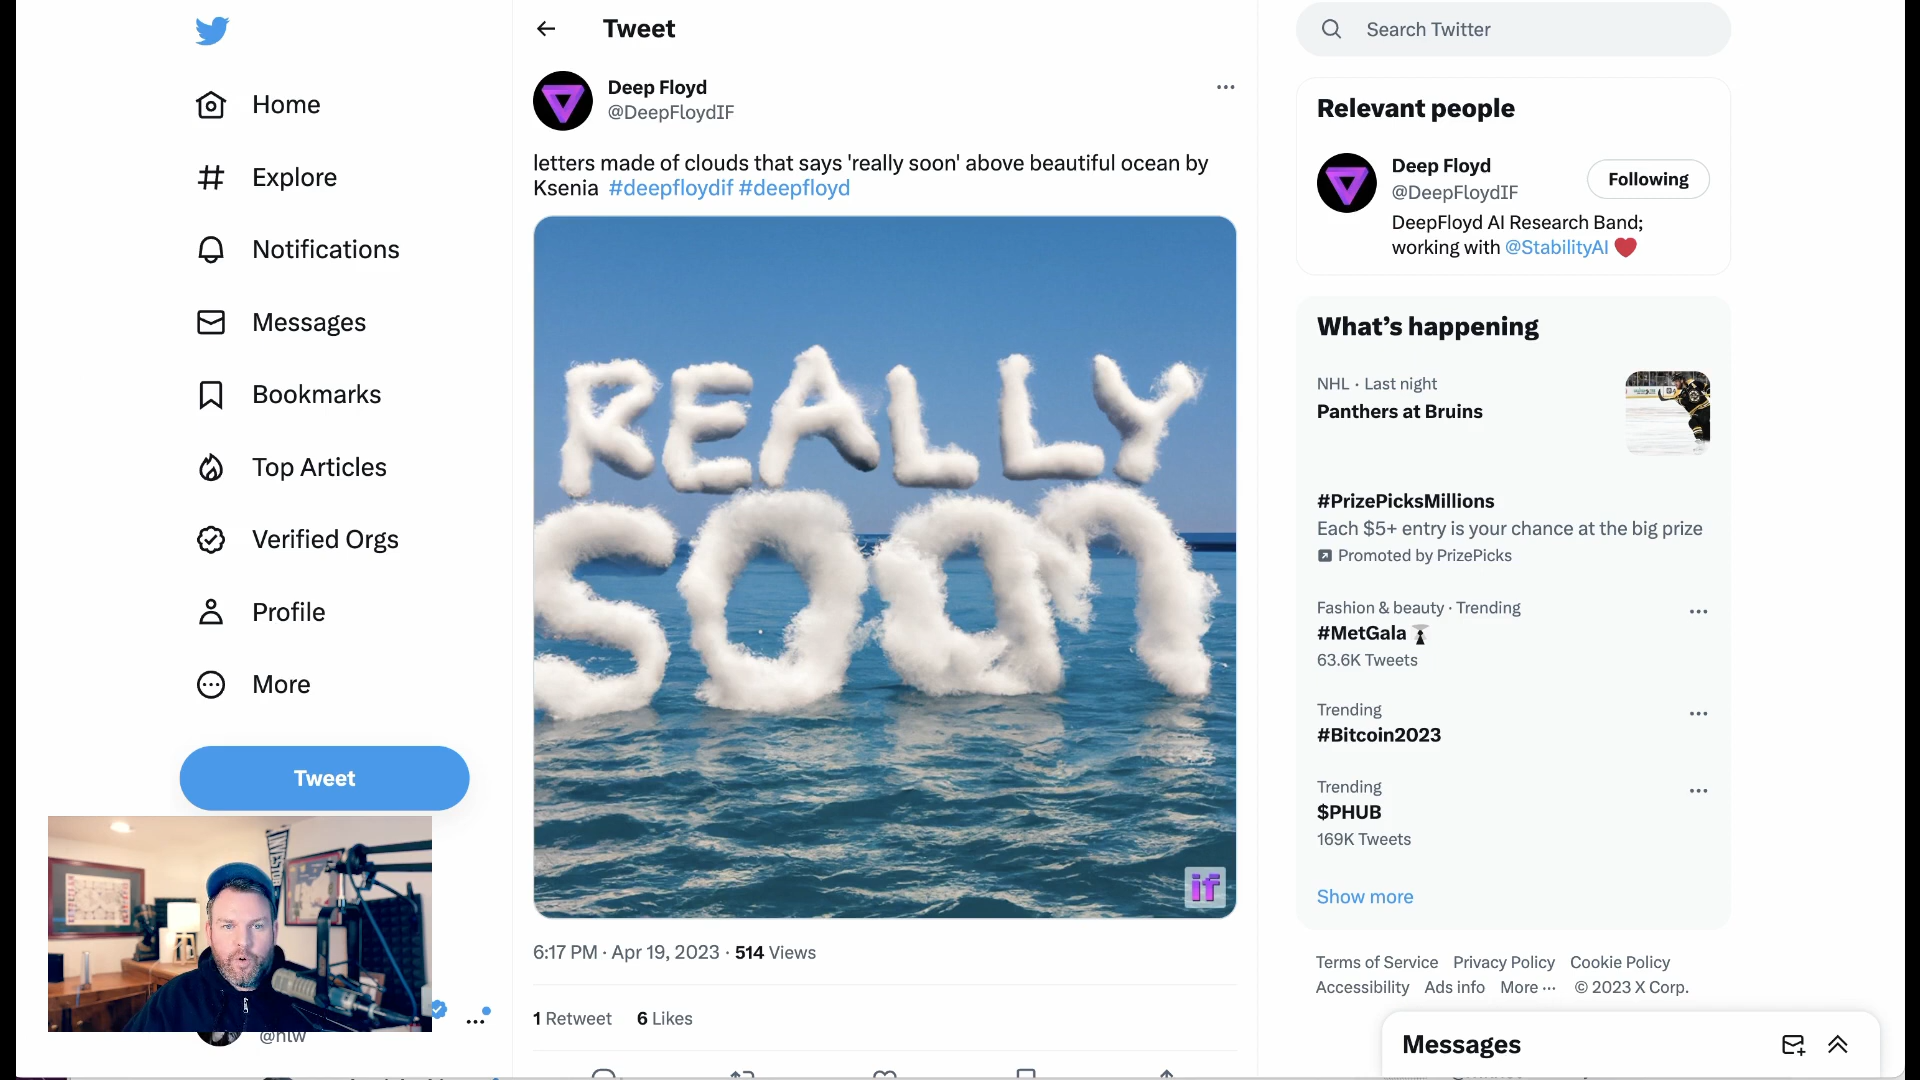 Home
Explore
Notifications
Messages
Bookmarks
Top Articles
Verified Orgs
Profile
More
Tweet
@nlw
Tweet
Deep Floyd
@DeepFloydIF
letters made of clouds that says 'really soon' above beautiful ocean by
Ksenia #deepfloydif #deepfloyd
REALLY
SOON
if
6:17 PM · Apr 19, 2023 · 514 Views
1 Retweet 6 Likes
Search Twitter
Relevant people
Deep Floyd
@DeepFloydIF
Following
DeepFloyd AI Research Band;
working with @StabilityAI
What’s happening
NHL · Last night
Panthers at Bruins
#PrizePicksMillions
Each $5+ entry is your chance at the big prize
Promoted by PrizePicks
Fashion & beauty · Trending
#MetGala
63.6K Tweets
Trending
#Bitcoin2023
Trending
$PHUB
169K Tweets
Show more
Terms of Service Privacy Policy Cookie Policy
Accessibility Ads info More ··· © 2023 X Corp.
Messages